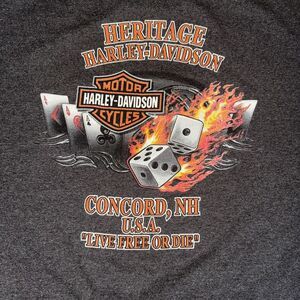 HERITAGE
HARLEY-DAVIDSON
MOTOR
HARLEY-DAVIDSON
CYCLES
CONCORD, NH
U.S.A.
"LIVE FREE OR DIE"